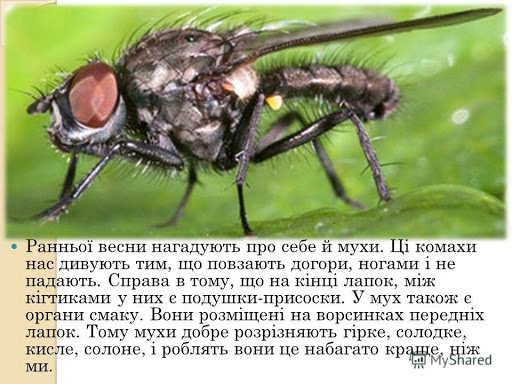 Ранньої весни нагадують про себе й мухи. Ці комахи
нас дивують тим, що повзають догори, ногами і не
падають. Справа в тому, що на кінці лапок, між
кігтиками у них є подушки-присоски. У мух також є
органи смаку. Вони розміщені на ворсинках передніх
лапок. Тому мухи добре розрізняють гірке, солодке,
кисле, солоне, і роблять вони це набагато краще, ніж
ми.
MyShared